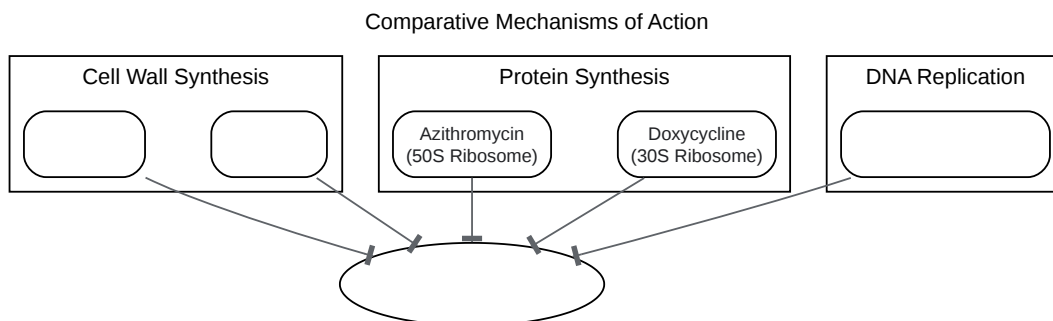 Comparative Mechanisms of Action
Cell Wall Synthesis
Protein Synthesis
DNA Replication
Azithromycin
(50S Ribosome)
Doxycycline
(30S Ribosome)